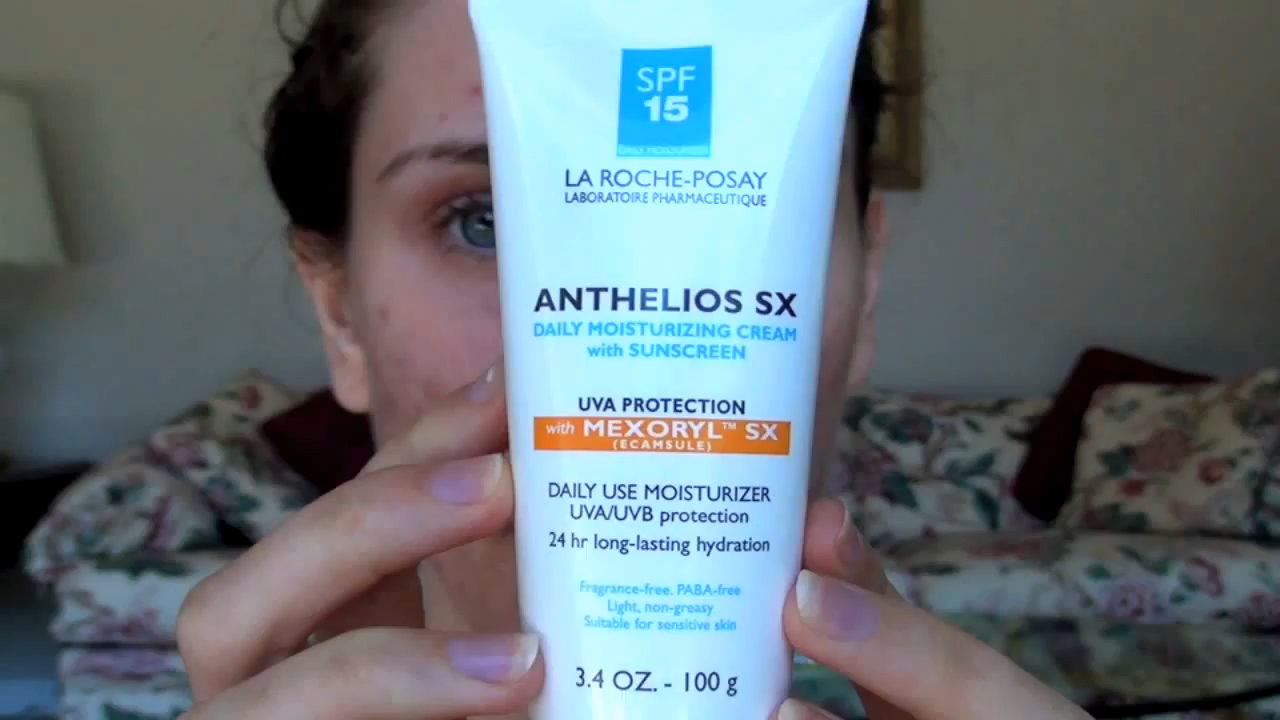 SPF
15
DAILY MOISTURIZER
LA ROCHE-POSAY
LABORATOIRE PHARMACEUTIQUE
ANTHELIOS SX
DAILY MOISTURIZING CREAM
with SUNSCREEN
UVA PROTECTION
with MEXORYL™ SX
(ECAMSULE)
DAILY USE MOISTURIZER
UVA/UVB protection
24 hr long-lasting hydration
Fragrance-free, PABA-free
Light, non-greasy
Suitable for sensitive skin
3.4 OZ. - 100 g